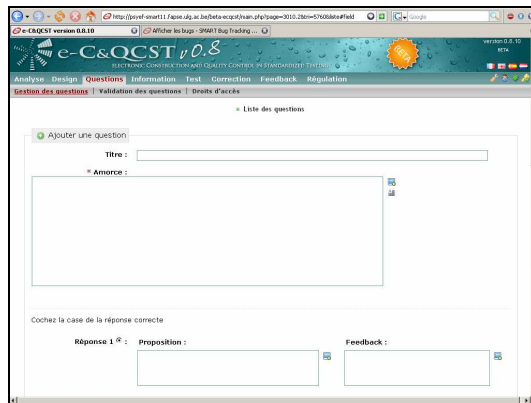 http://psyef-smart11.fapse.ulg.ac.be/beta-ecqcst/main.php?page=3010.2&tri=5760&liste#field
Google
e-C&QCST version 0.8.10
Afficher les bugs - SMART Bug Tracking ...
e-C&QCST v0.8
ELECTRONIC CONSTRUCTION AND QUALITY CONTROL IN STANDARDIZED TESTING
BETA
version 0.8.10
BETA
Analyse Design Questions Information Test Correction Feedback Régulation
Gestion des questions | Validation des questions | Droits d'accès
Liste des questions
Ajouter une question
Titre :
* Amorce :
Cochez la case de la réponse correcte
Réponse 1 : Proposition : Feedback :